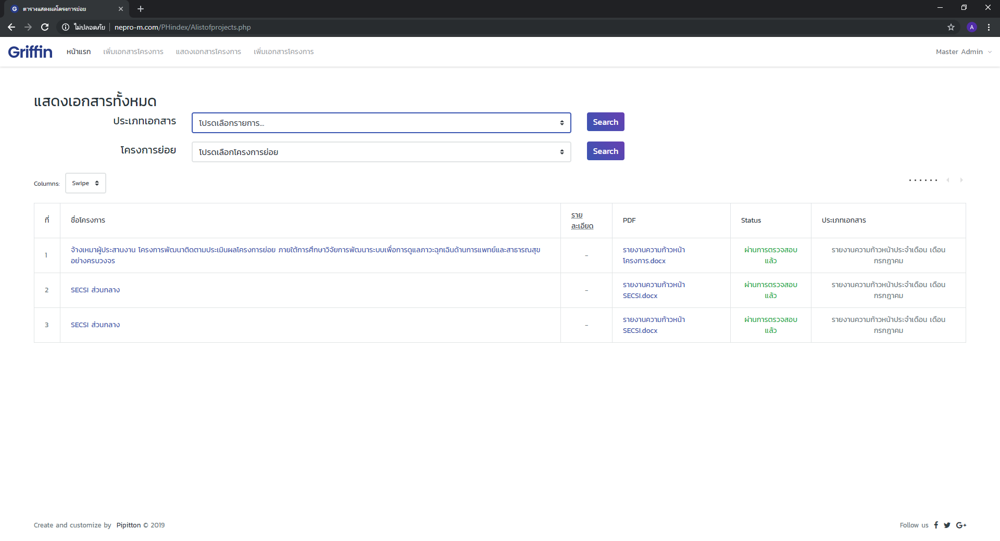 ตารางแสดงผลโครงการย่อย
ไม่ปลอดภัย nepro-m.com/PHindex/Alistofprojects.php
A
Griffin หน้าแรก เพิ่มเอกสารโครงการ แสดงเอกสารโครงการ เพิ่มเอกสารโครงการ Master Admin
แสดงเอกสารทั้งหมด
ประเภทเอกสาร โปรดเลือกรายการ... Search
โครงการย่อย โปรดเลือกโครงการย่อย Search
Columns: Swipe
ที่ ชื่อโครงการ ราย PDF Status ประเภทเอกสาร
ละเอียด
จ้างเหมาผู้ประสานงาน โครงการพัฒนาติดตามประเมินผลโครงการย่อย ภายใต้การศึกษาวิจัยการพัฒนาระบบเพื่อการดูแลภาวะฉุกเฉินด้านการแพทย์และสาธารณสุข รายงานความก้าวหน้า ผ่านการตรวจสอบ รายงานความก้าวหน้าประจำเดือน เดือน
1 อย่างครบวงจร - โครงการ.docx แล้ว กรกฎาคม
2 SECSI ส่วนกลาง - รายงานความก้าวหน้า ผ่านการตรวจสอบ รายงานความก้าวหน้าประจำเดือน เดือน
SECSI.docx แล้ว กรกฎาคม
3 SECSI ส่วนกลาง - รายงานความก้าวหน้า ผ่านการตรวจสอบ รายงานความก้าวหน้าประจำเดือน เดือน
SECSI.docx แล้ว กรกฎาคม
Create and customize by Pipitton © 2019 Follow us